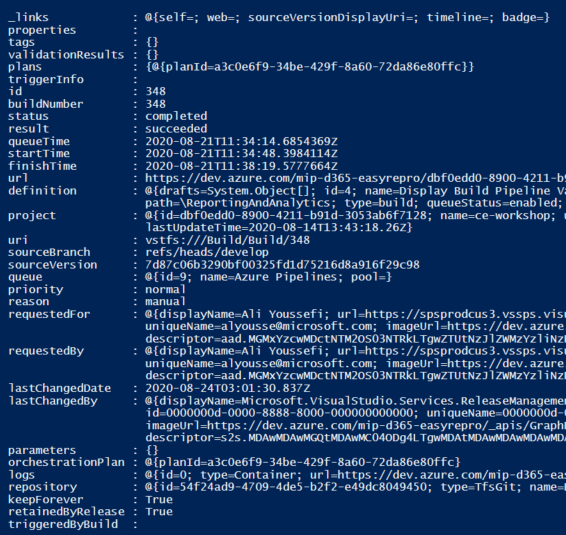 _links : @{self=; web=; sourceVersionDisplayUri=; timeline=; badge=}
properties :
tags : {}
validationResults : {}
plans : {@{planId=a3c0e6f9-34be-429f-8a60-72da86e80ffc}}
triggerInfo :
id : 348
buildNumber : 348
status : completed
result : succeeded
queueTime : 2020-08-21T11:34:14.6854369Z
startTime : 2020-08-21T11:34:48.3984114Z
finishTime : 2020-08-21T11:38:19.5777664Z
url : https://dev.azure.com/mip-d365-easyrepro/dbf0edd0-8900-4211-b9
definition : @{drafts=System.Object[]; id=4; name=Display Build Pipeline Va
path=\ReportingAndAnalytics; type=build; queueStatus=enabled;
project : @{id=dbf0edd0-8900-4211-b91d-3053ab6f7128; name=ce-workshop;
lastUpdateTime=2020-08-14T13:43:18.26Z}
uri : vstfs:///Build/Build/348
sourceBranch : refs/heads/develop
sourceVersion : 7d87c06b3290bf00325fd1d75216d8a916f29c98
queue : @{id=9; name=Azure Pipelines; pool=}
priority : normal
reason : manual
requestedFor : @{displayName=Ali Youssefi; url=https://spsprodcus3.vssps.visu
uniqueName=alyousse@microsoft.com; imageUrl=https://dev.azure.
descriptor=aad.MGMxYzcwMDctNTM2OS03NTRkLTgwZTUtNzJlZWMzYzliNzl
requestedBy : @{displayName=Ali Youssefi; url=https://spsprodcus3.vssps.visu
uniqueName=alyousse@microsoft.com; imageUrl=https://dev.azure.
descriptor=aad.MGMxYzcwMDctNTM2OS03NTRkLTgwZTUtNzJlZWMzYzliNzl
lastChangedDate : 2020-08-24T03:01:30.837Z
lastChangedBy : @{displayName=Microsoft.VisualStudio.Services.ReleaseManagemen
id=0000000d-0000-8888-8000-000000000000; uniqueName=0000000d-0
imageUrl=https://dev.azure.com/mip-d365-easyrepro/_apis/GraphP
descriptor=s2s.MDAwMDAwMGQtMDAwMC04ODg4LTgwMDAtMDAwMDAwMDAwMDA
parameters : {}
orchestrationPlan : @{planId=a3c0e6f9-34be-429f-8a60-72da86e80ffc}
logs : @{id=0; type=Container; url=https://dev.azure.com/mip-d365-eas
repository : @{id=54f24ad9-4709-4de5-b2f2-e49dc8049450; type=TfsGit; name=
keepForever : True
retainedByRelease : True
triggeredByBuild :